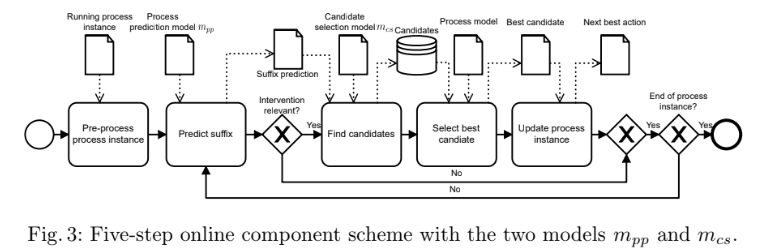 Running process
instance
Process
prediction model m_pp
Candidate
selection model m_cs
Candidates
Process model
Best candidate
Next best action
Suffix prediction
Intervention
relevant?
End of process
instance?
Pre-process
process instance
Predict suffix
Yes
Find candidates
Select best
candiate
Update process
instance
Yes
Yes
No
No
Fig. 3: Five-step online component scheme with the two models m_pp and m_cs.